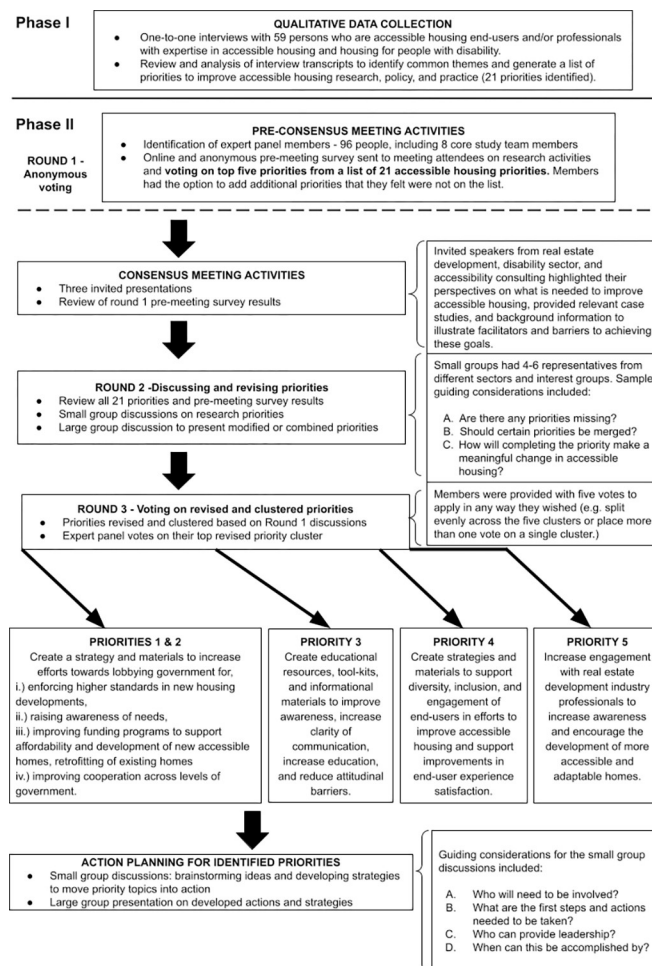 Phase I
QUALITATIVE DATA COLLECTION
● One-to-one interviews with 59 persons who are accessible housing end-users and/or professionals
with expertise in accessible housing and housing for people with disability.
● Review and analysis of interview transcripts to identify common themes and generate a list of
priorities to improve accessible housing research, policy, and practice (21 priorities identified).
Phase II
ROUND 1 -
Anonymous
voting
PRE-CONSENSUS MEETING ACTIVITIES
● Identification of expert panel members - 96 people, including 8 core study team members
● Online and anonymous pre-meeting survey sent to meeting attendees on research activities
and voting on top five priorities from a list of 21 accessible housing priorities. Members
had the option to add additional priorities that they felt were not on the list.
CONSENSUS MEETING ACTIVITIES
● Three invited presentations
● Review of round 1 pre-meeting survey results
Invited speakers from real estate
development, disability sector, and
accessibility consulting highlighted their
perspectives on what is needed to improve
accessible housing, provided relevant case
studies, and background information to
illustrate facilitators and barriers to achieving
these goals.
ROUND 2 -Discussing and revising priorities
● Review all 21 priorities and pre-meeting survey results
● Small group discussions on research priorities
● Large group discussion to present modified or combined priorities
Small groups had 4-6 representatives from
different sectors and interest groups. Sample
guiding considerations included:
A. Are there any priorities missing?
B. Should certain priorities be merged?
C. How will completing the priority make a
meaningful change in accessible
housing?
ROUND 3 - Voting on revised and clustered priorities
● Priorities revised and clustered based on Round 1 discussions
● Expert panel votes on their top revised priority cluster
Members were provided with five votes to
apply in any way they wished (e.g. split
evenly across the five clusters or place more
than one vote on a single cluster.)
PRIORITIES 1 & 2
Create a strategy and materials to increase
efforts towards lobbying government for,
i.) enforcing higher standards in new housing
developments,
ii.) raising awareness of needs,
iii.) improving funding programs to support
affordability and development of new accessible
homes, retrofitting of existing homes
iv.) improving cooperation across levels of
government.
PRIORITY 3
Create educational
resources, tool-kits,
and informational
materials to improve
awareness, increase
clarity of
communication,
increase education,
and reduce attitudinal
barriers.
PRIORITY 4
Create strategies and
materials to support
diversity, inclusion, and
engagement of
end-users in efforts to
improve accessible
housing and support
improvements in
end-user experience
satisfaction.
PRIORITY 5
Increase engagement
with real estate
development industry
professionals to
increase awareness
and encourage the
development of more
accessible and
adaptable homes.
ACTION PLANNING FOR IDENTIFIED PRIORITIES
● Small group discussions: brainstorming ideas and developing strategies
to move priority topics into action
● Large group presentation on developed actions and strategies
Guiding considerations for the small group
discussions included:
A. Who will need to be involved?
B. What are the first steps and actions
needed to be taken?
C. Who can provide leadership?
D. When can this be accomplished by?